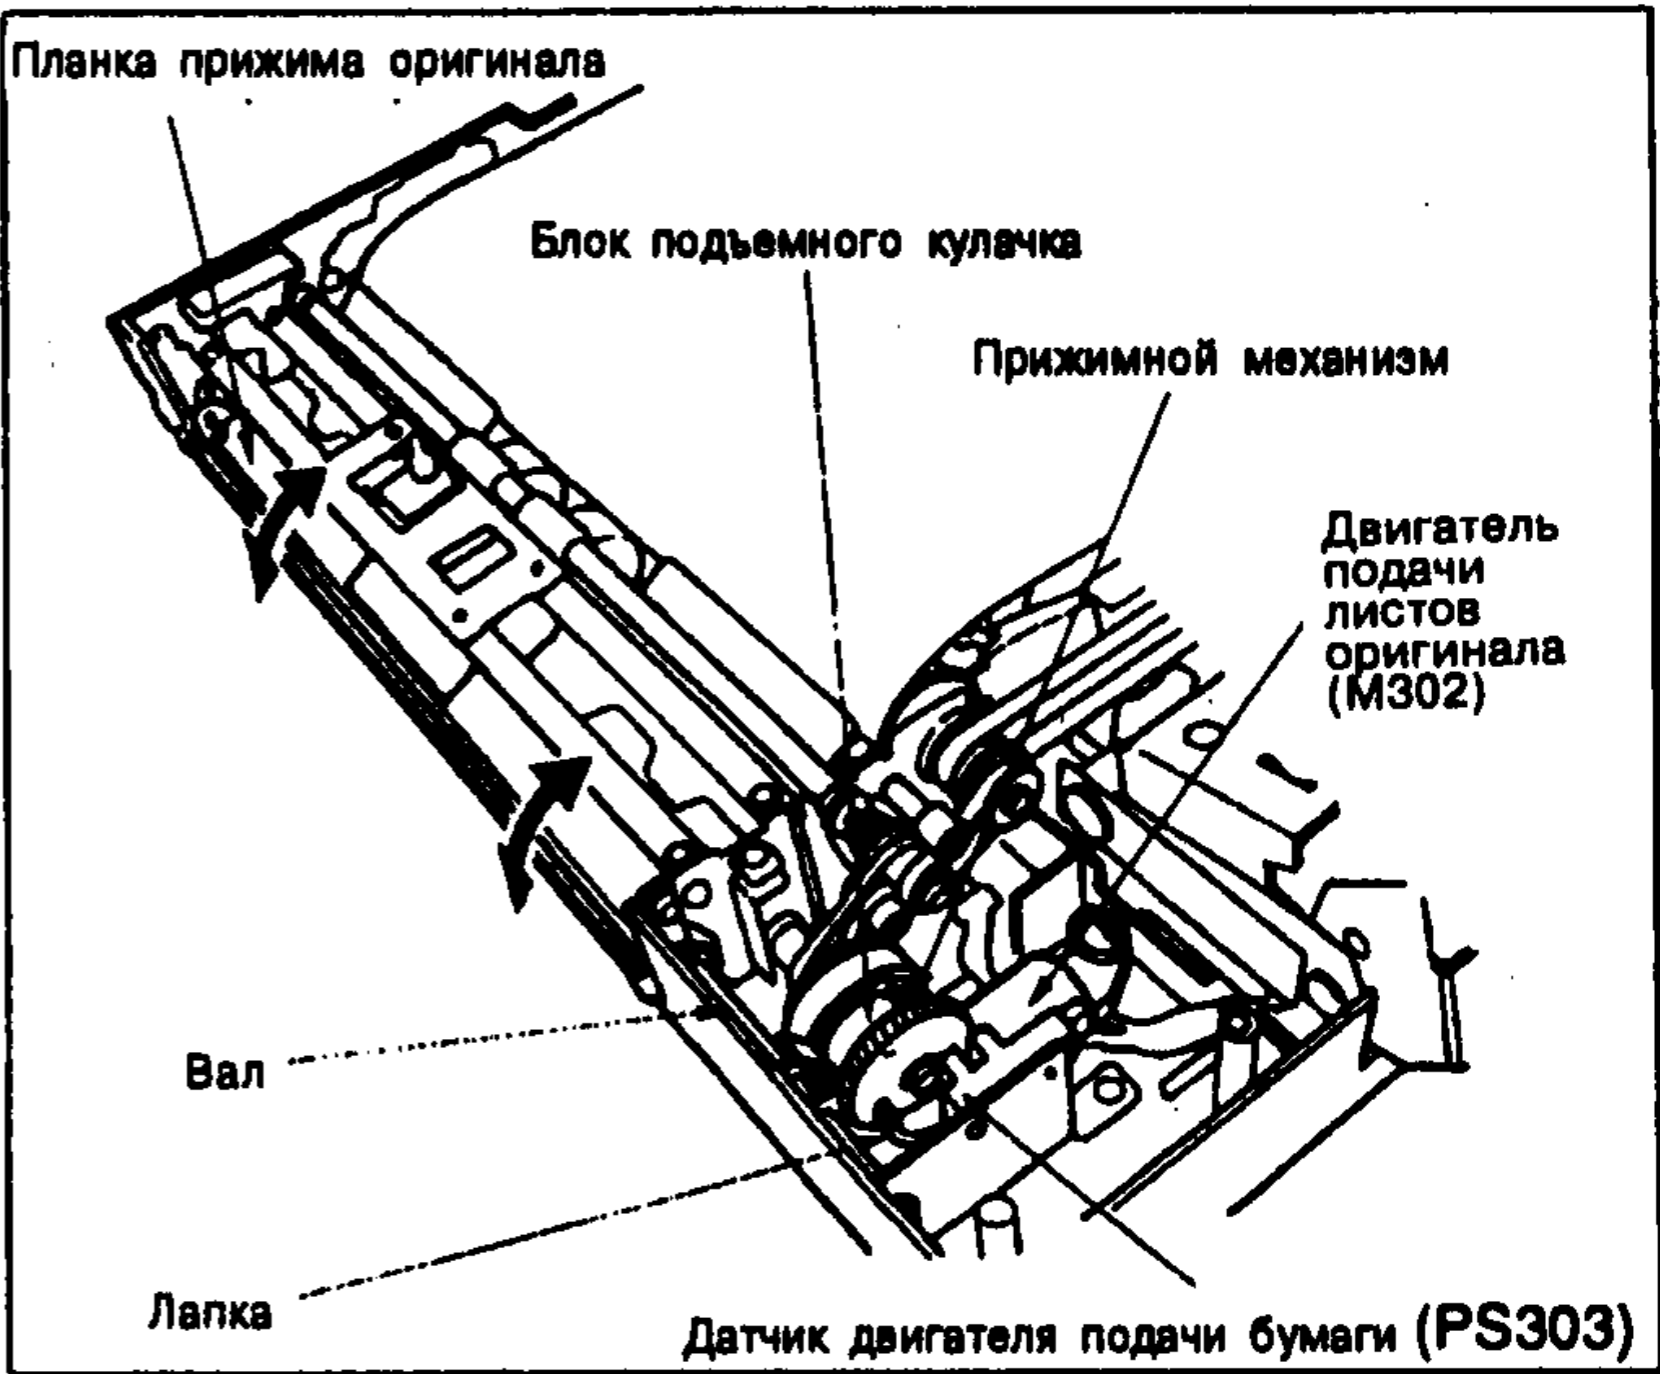 Планка прижима оригинала
Блок подъемного кулачка
Прижимной механизм
Двигатель
подачи
листов
оригинала
(М302)
Вал
Лапка
Датчик двигателя подачи бумаги (PS303)